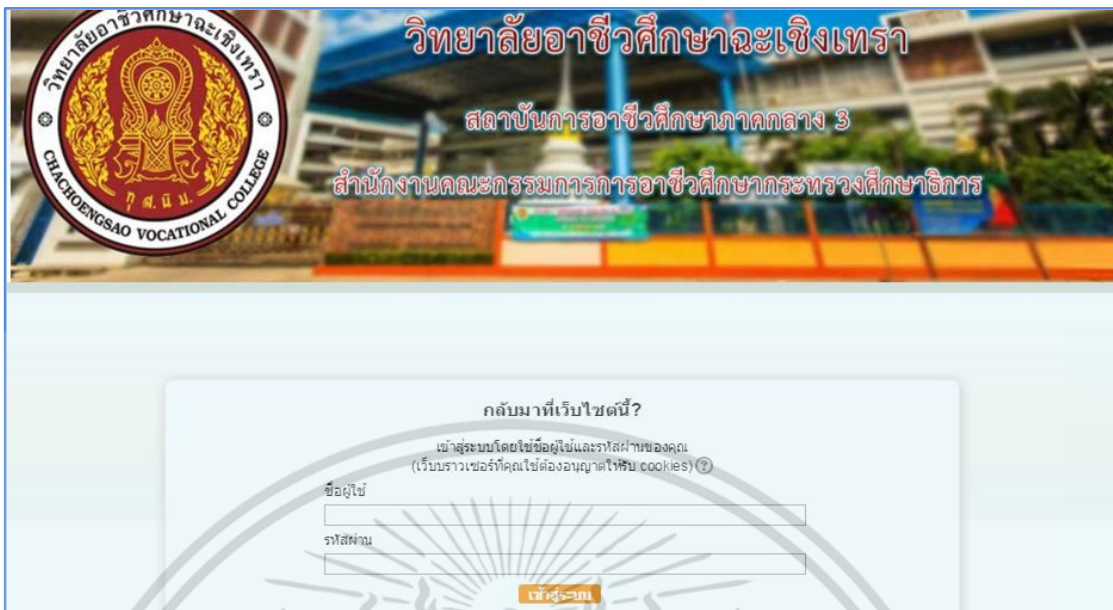 วิทยาลัยอาชีวศึกษาฉะเชิงเทรา
สถาบันการอาชีวศึกษาภาคกลาง 3
สำนักงานคณะกรรมการการอาชีวศึกษากระทรวงศึกษาธิการ
วิทยาลัยอาชีวศึกษาฉะเชิงเทรา
ก ส. นิ ม.
CHACHOENGSAO VOCATIONAL COLLEGE
กลับมาที่เว็บไซต์นี้?
เข้าสู่ระบบโดยใช้ชื่อผู้ใช้และรหัสผ่านของคุณ
(เว็บบราวเซอร์ที่คุณใช้ต้องอนุญาตให้รับ cookies) ?
ชื่อผู้ใช้
รหัสผ่าน
เข้าสู่ระบบ